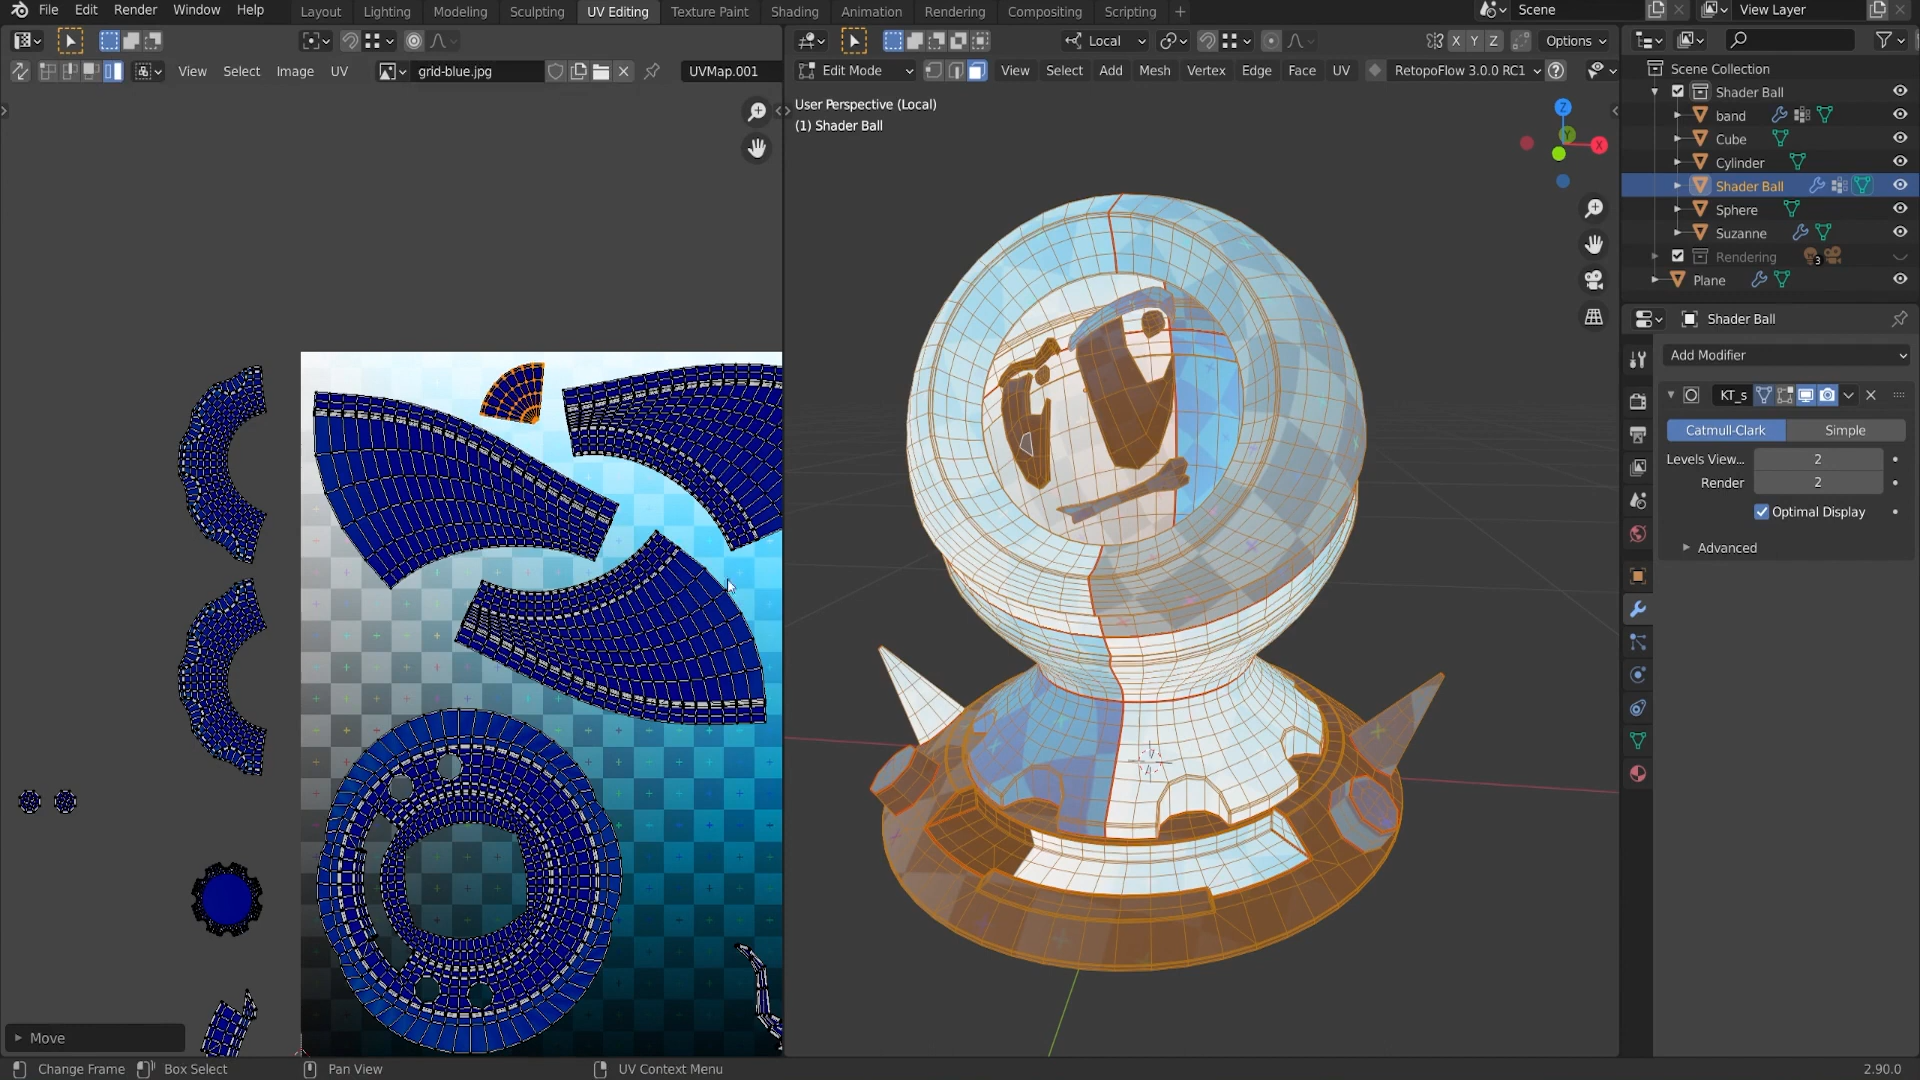 File Edit Render Window Help Layout Lighting Modeling Sculpting UV Editing Texture Paint Shading Animation Rendering Compositing Scripting + Scene View Layer
Local X Y Z Options
View Select Image UV grid-blue.jpg UVMap.001 Edit Mode View Select Add Mesh Vertex Edge Face UV RetopoFlow 3.0.0 RC1
Scene Collection
Shader Ball
band
Cube
Cylinder
Shader Ball
Sphere
Suzanne
Rendering 3
Plane
User Perspective (Local)
(1) Shader Ball
Z
Y
X
Shader Ball
Add Modifier
KT_s
Catmull-Clark Simple
Levels View... 2
Render 2
Optimal Display
Advanced
Move
Change Frame Box Select Pan View UV Context Menu 2.90.0